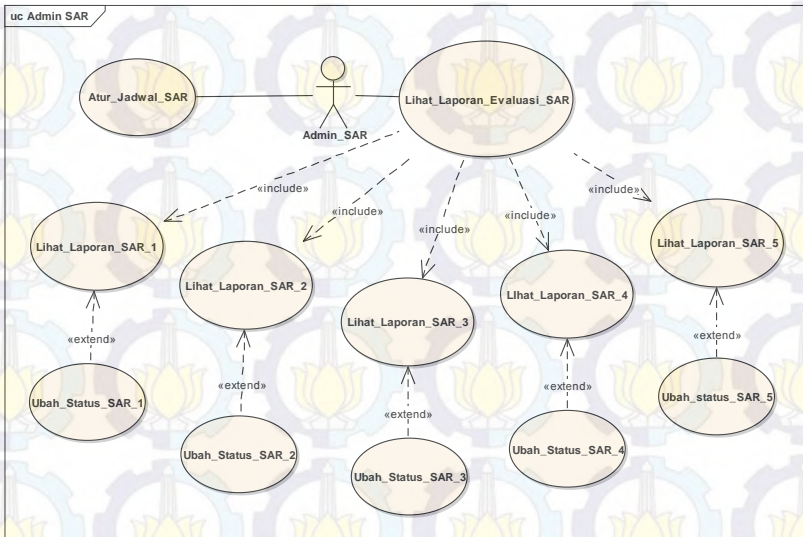 uc Admin SAR
Atur_Jadwal_SAR
Admin_SAR
Lihat_Laporan_Evaluasi_SAR
«include»
«include»
«include»
«include»
«include»
Lihat_Laporan_SAR_1
Lihat_Laporan_SAR_2
Lihat_Laporan_SAR_3
LIhat_Laporan_SAR_4
Lihat_Laporan_SAR_5
«extend»
«extend»
«extend»
«extend»
«extend»
Ubah_Status_SAR_1
Ubah_Status_SAR_2
Ubah_Status_SAR_3
Ubah_Status_SAR_4
Ubah_status_SAR_5